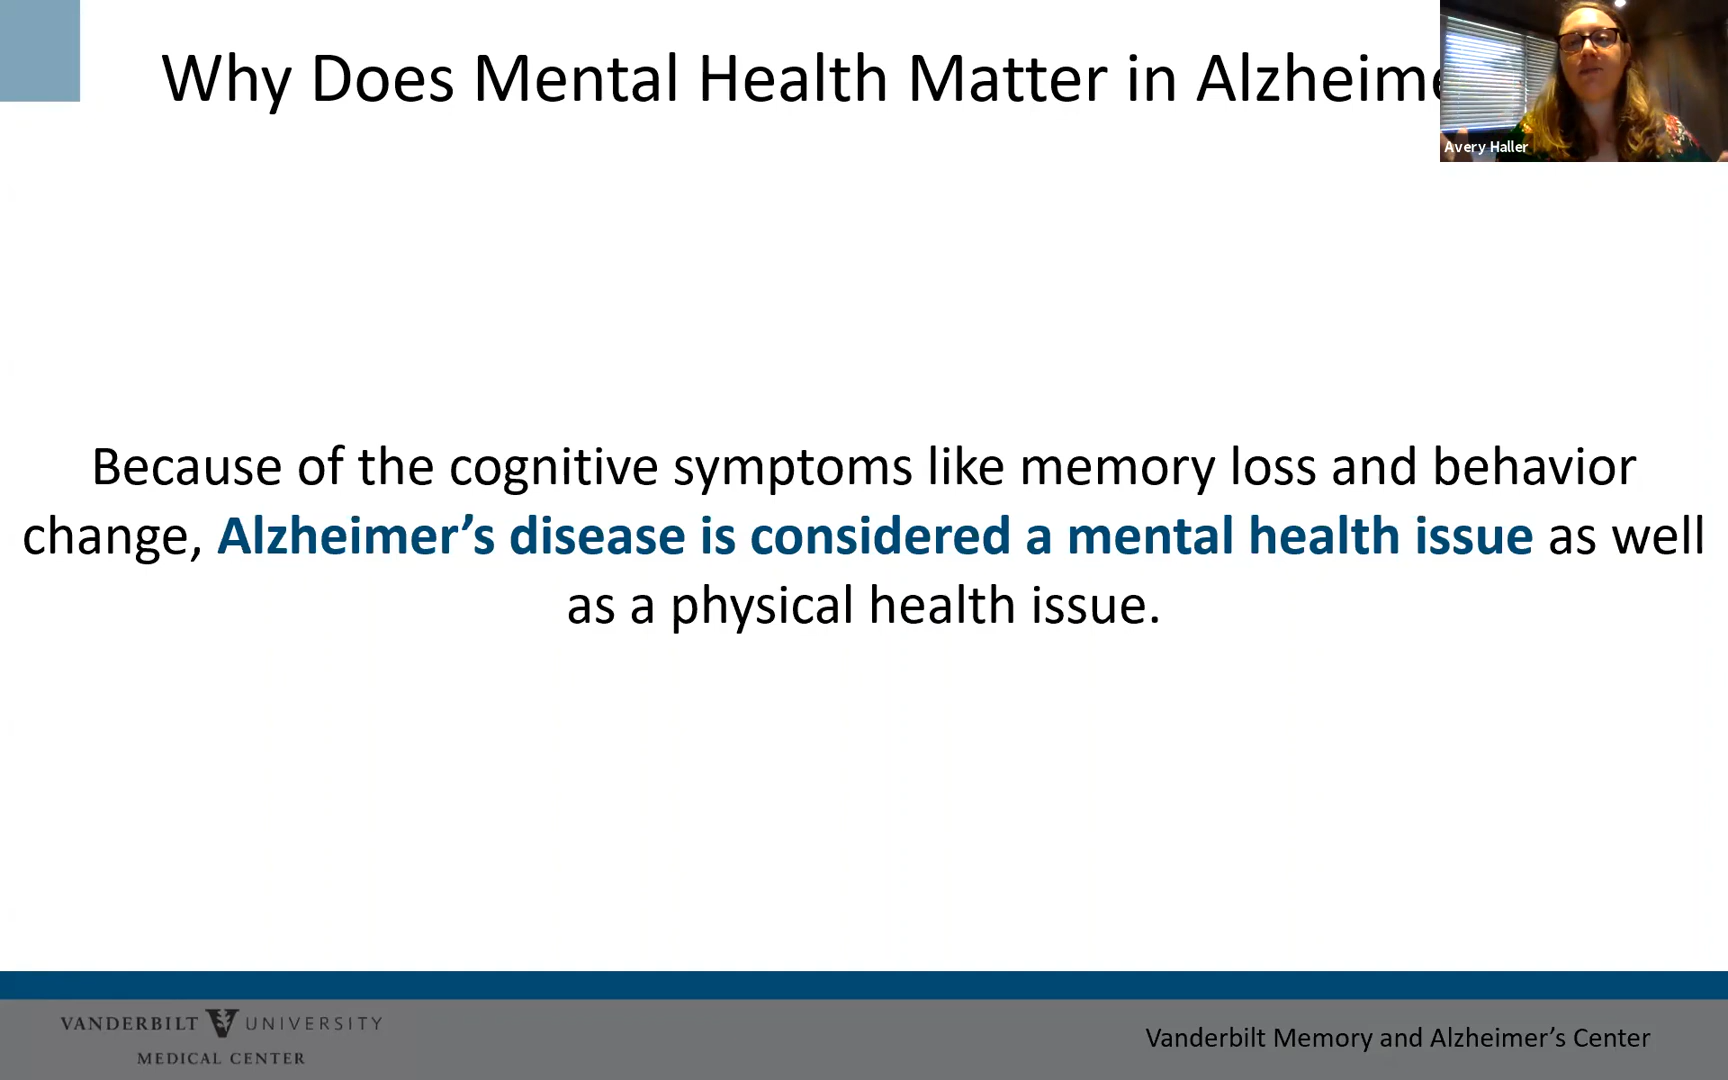 Why Does Mental Health Matter in Alzheime
Avery Haller
Because of the cognitive symptoms like memory loss and behavior
change, Alzheimer’s disease is considered a mental health issue as well
as a physical health issue.
VANDERBILT UNIVERSITY
MEDICAL CENTER
Vanderbilt Memory and Alzheimer’s Center